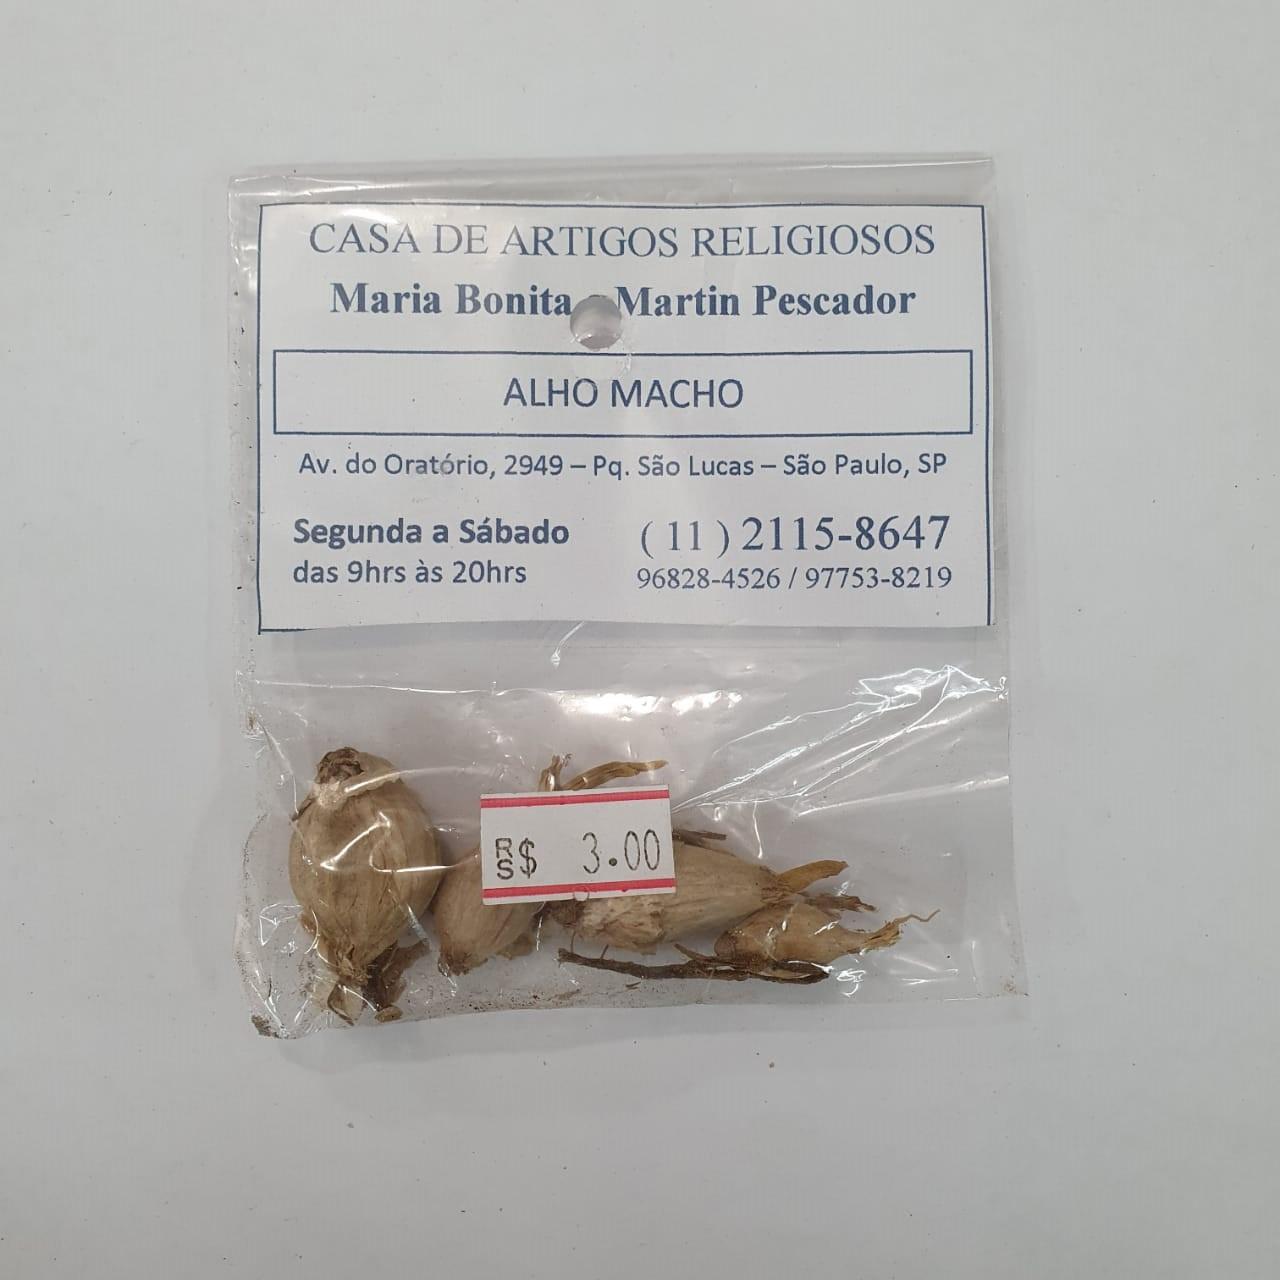 CASA DE ARTIGOS RELIGIOSOS
Maria Bonita - Martin Pescador
ALHO MACHO
Av. do Oratório, 2949 – Pq. São Lucas – São Paulo, SP
Segunda a Sábado
das 9hrs às 20hrs
( 11 ) 2115-8647
96828-4526 / 97753-8219
R$ $ 3.00